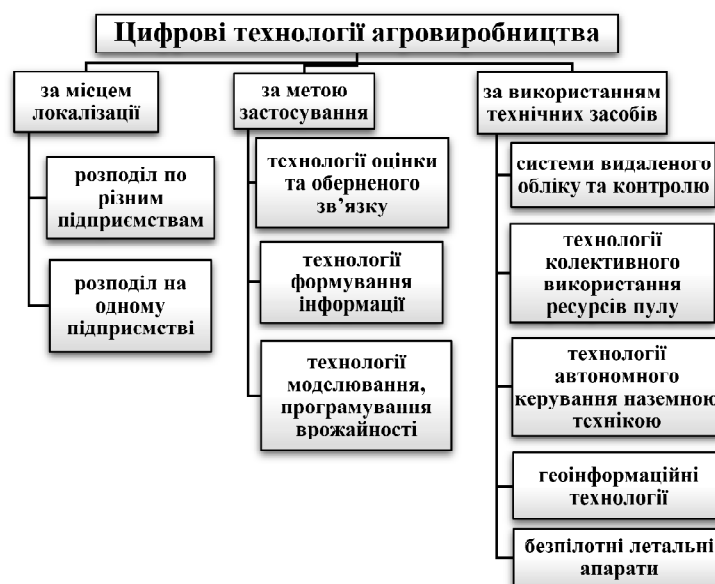 Цифрові технології агровиробництва
за місцем
локалізації
розподіл по
різним
підприємствам
розподіл на
одному
підприємстві
за метою
застосування
технології оцінки
та оберненого
зв’язку
технології
формування
інформації
технології
моделювання,
програмування
врожайності
за використанням
технічних засобів
системи видаленого
обліку та контролю
технології
колективного
використання
ресурсів пулу
технології
автономного
керування наземною
технікою
геоінформаційні
технології
безпілотні летальні
апарати